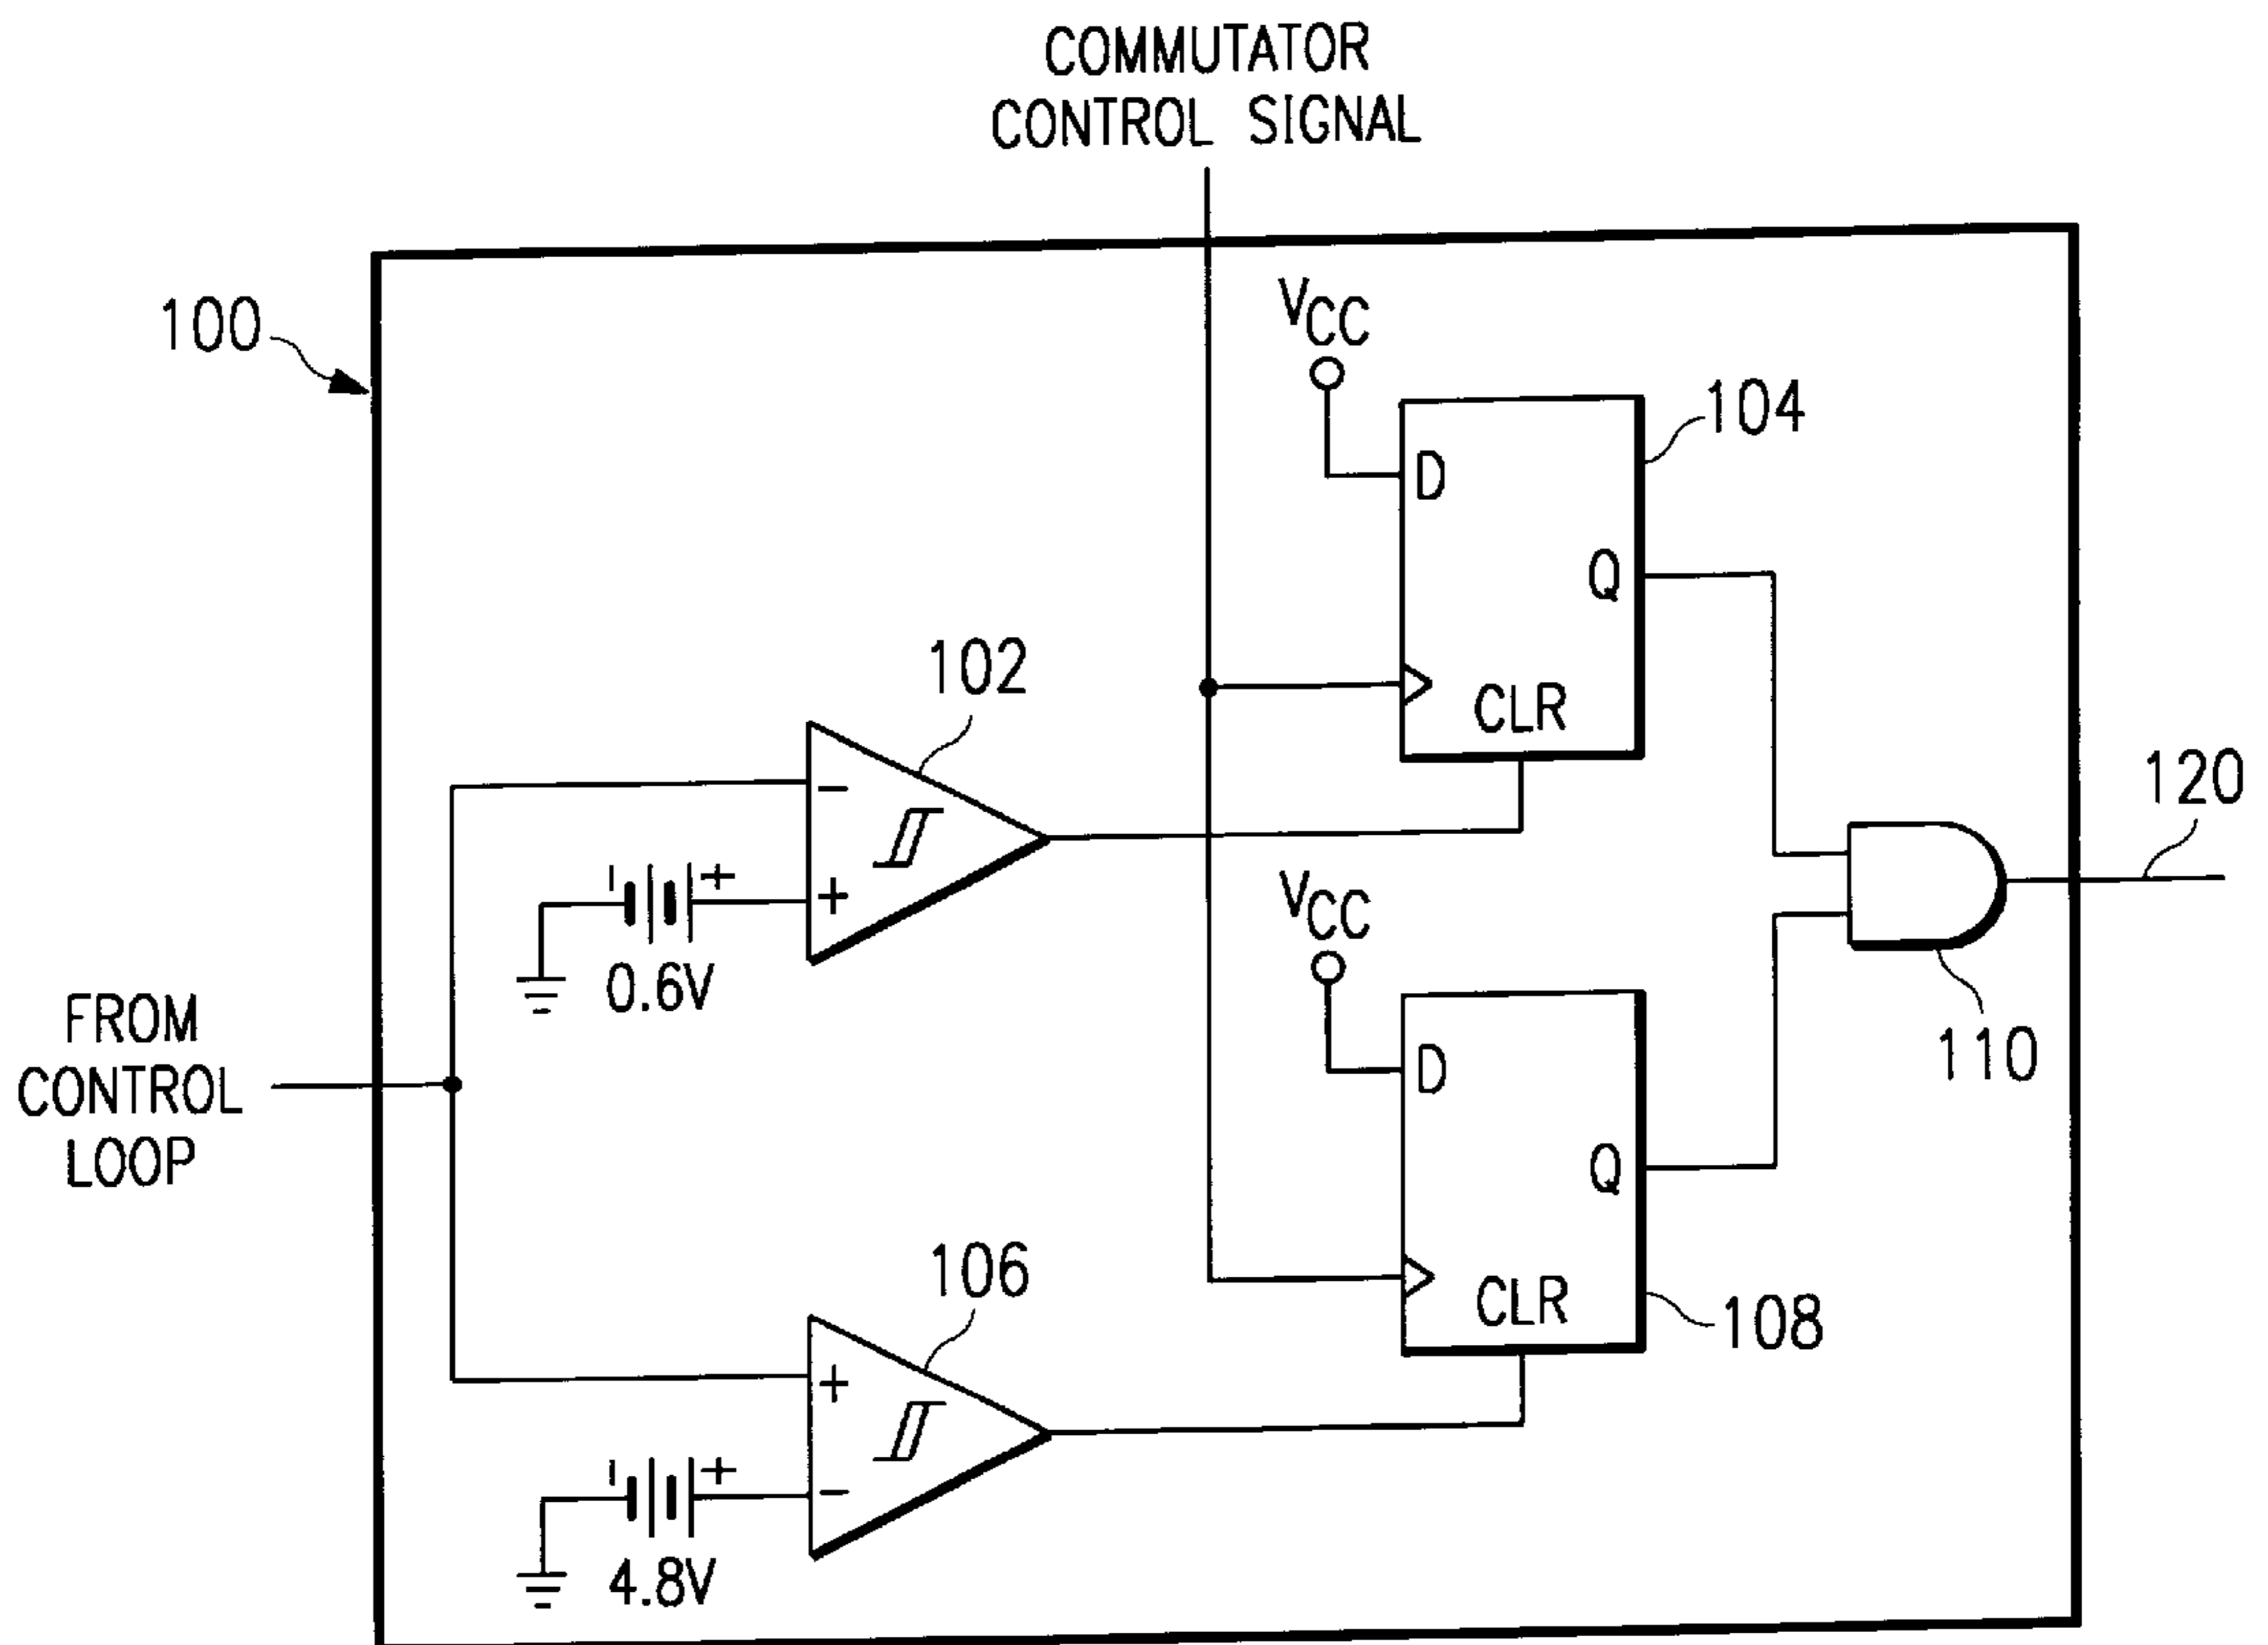 COMMUTATOR
CONTROL SIGNAL
100
VCC
104
D
Q
CLR
102
-
+
- +
0.6V
120
VCC
110
FROM
CONTROL
LOOP
D
Q
CLR
108
106
+
-
- +
4.8V